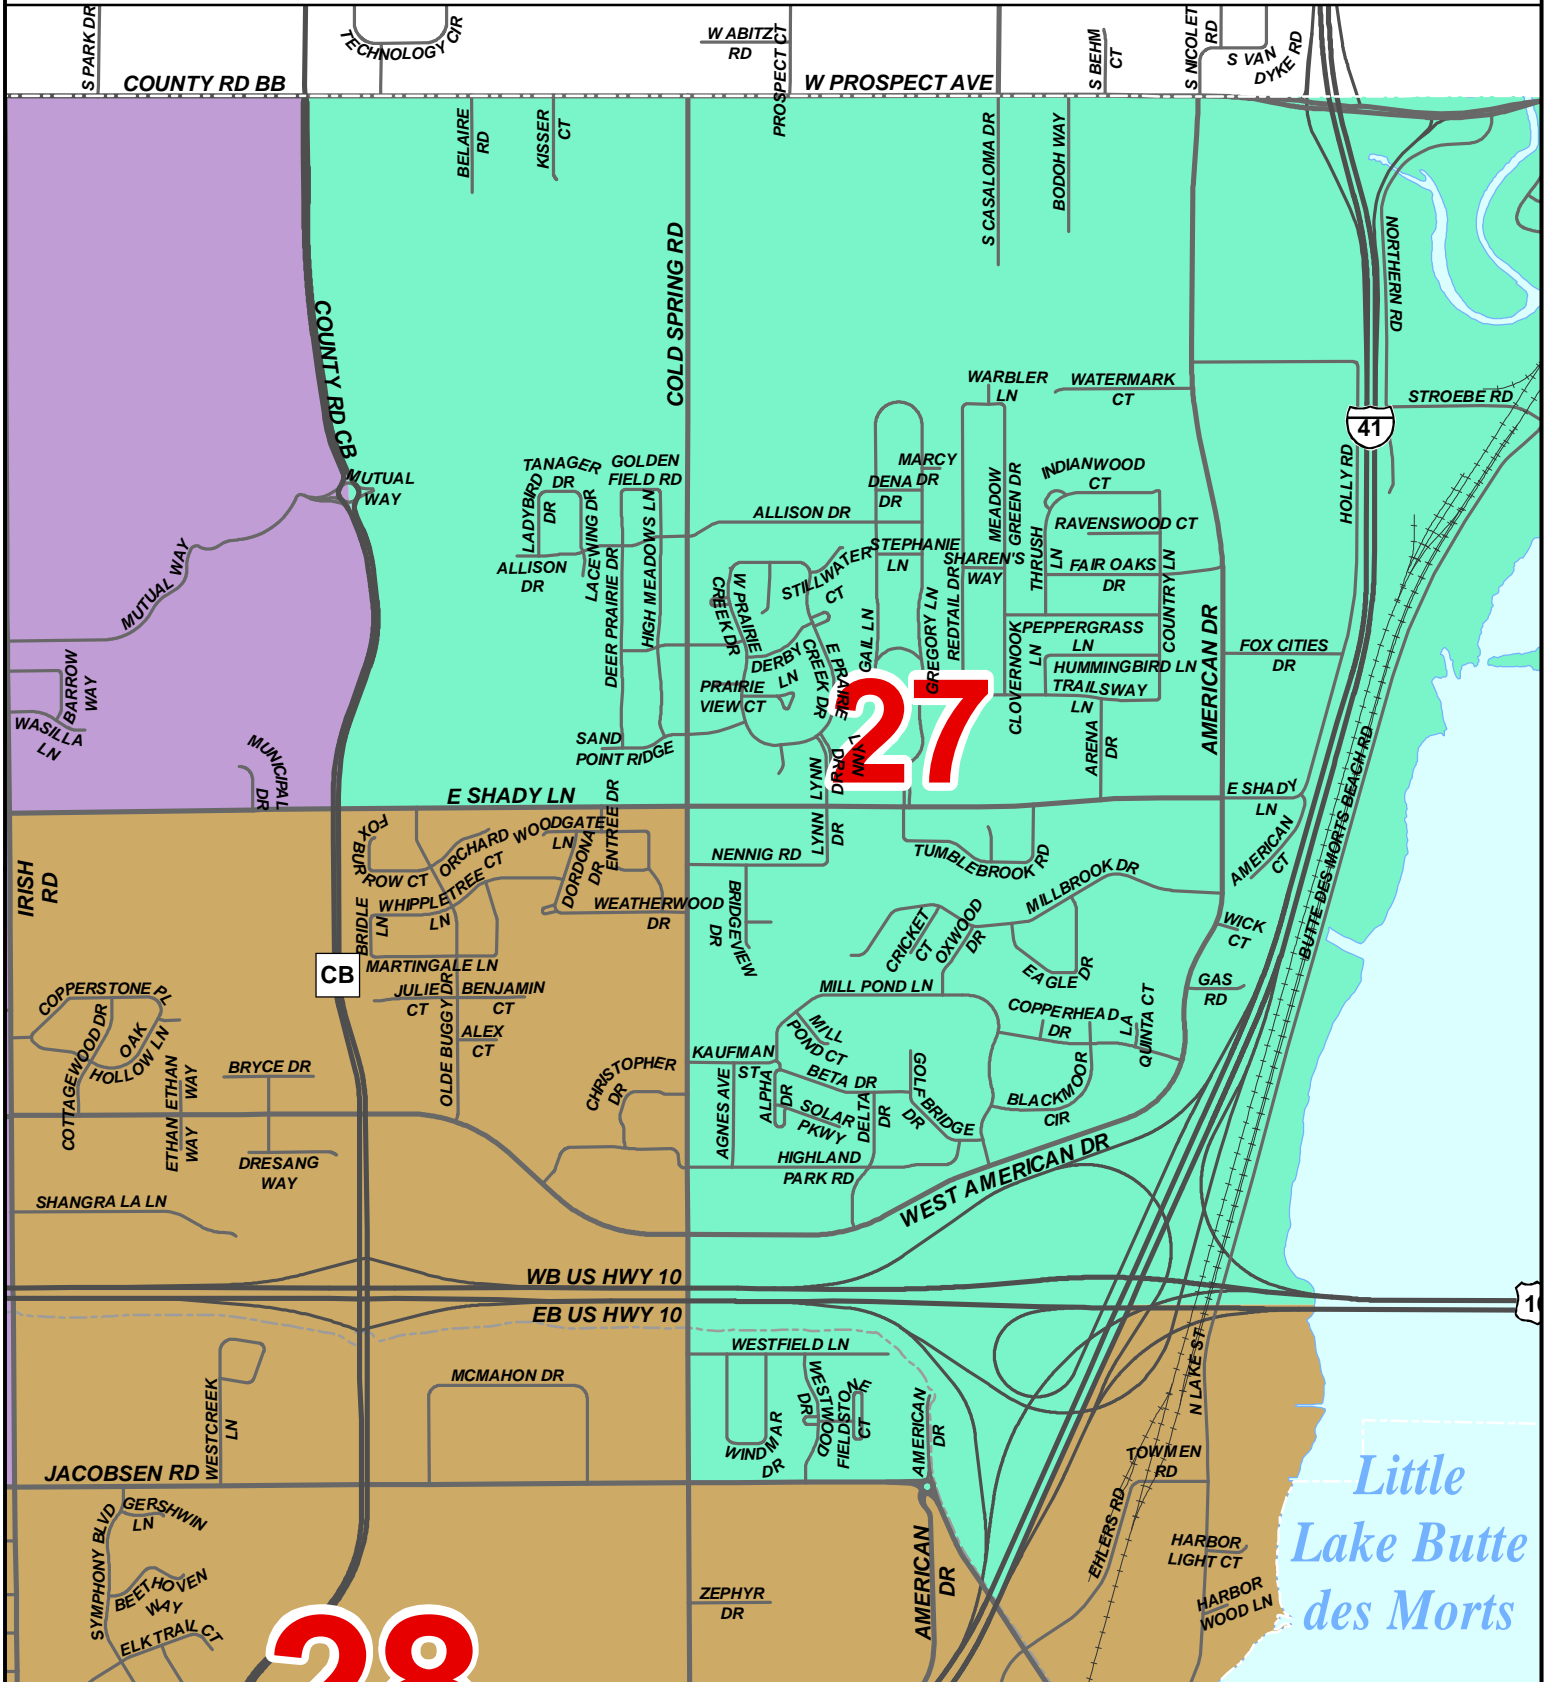 S PARK DR
TECHNOLOGY CIR
W ABITZ
RD
PROSPECT CT
S BEHM
CT
S NICOLET
RD
S VAN
DYKE RD
COUNTY RD BB
W PROSPECT AVE
BELAIRE
RD
KISSER
CT
COLD SPRING RD
S CASALOMA DR
BODOH WAY
NORTHERN RD
COUNTY RD CB
WARBLER
LN
WATERMARK
CT
STROEBE RD
41
HOLLY RD
MUTUAL
WAY
TANAGER
DR
GOLDEN
FIELD RD
LADYBIRD
DR
LACEWING DR
HIGH MEADOWS LN
DEER PRAIRIE DR
ALLISON
DR
ALLISON DR
MARCY
DR
DENA
DR
MEADOW
GREEN DR
INDIANWOOD
CT
RAVENSWOOD CT
STEPHANIE
LN
SHAREN'S
WAY
THRUSH
LN
FAIR OAKS
DR
COUNTRY LN
STILLWATER
CT
W PRAIRIE
CREEK DR
DERBY
LN
E PRAIRIE
CREEK DR
GAIL LN
GREGORY LN
REDTAIL DR
PEPPERGRASS
LN
HUMMINGBIRD LN
CLOVERNOOK
LN
TRAILSWAY
LN
AMERICAN DR
FOX CITIES
DR
MUTUAL WAY
BARROW
WAY
WASILLA
LN
PRAIRIE
VIEW CT
SAND
POINT RIDGE
27
LYNN
DR
LYNN
DR
ARENA
DR
MUNICIPAL
DR
E SHADY LN
E SHADY
LN
BUTTE DES MORTS BEACH RD
ENTREE DR
IRISH
RD
FOX
BURROW CT
ORCHARD
CT
WOODGATE
LN
DORDONA
DR
LYNN
DR
NENNIG RD
TUMBLEBROOK RD
AMERICAN
CT
MILLBROOK DR
BRIDLE
LN
WHIPPLETREE
LN
WEATHERWOOD
DR
BRIDGEVIEW
DR
CRICKET
CT
OXWOOD
DR
WICK
CT
CB
MARTINGALE LN
EAGLE
DR
GAS
RD
COPPERSTONE PL
JULIE
CT
BENJAMIN
CT
MILL POND LN
COTTAGEWOOD DR
OAK
HOLLOW LN
OLDE BUGGY DR
ALEX
CT
MILL
POND CT
COPPERHEAD
DR
LA
QUINTA CT
KAUFMAN
ST
ETHAN
WAY
ETHAN
WAY
BRYCE DR
CHRISTOPHER
DR
AGNES AVE
ALPHA
DR
BETA DR
SOLAR
PKWY
DELTA
DR
GOLF BRIDGE
DR
BLACKMOOR
CIR
DRESANG
WAY
HIGHLAND
PARK RD
WEST AMERICAN DR
SHANGRA LA LN
WB US HWY 10
EB US HWY 10
N LAKE ST
WESTFIELD LN
MCMAHON DR
WESTCREEK
LN
WINDMAR
DR
WESTWOOD
DR
FIELDSTONE
CT
AMERICAN
DR
TOWMEN
RD
JACOBSEN RD
Little
Lake Butte
des Morts
SYMPHONY BLVD
GERSHWIN
LN
EHLERS RD
HARBOR
LIGHT CT
BEETHOVEN
WAY
ZEPHYR
DR
AMERICAN
DR
HARBOR
WOOD LN
ELK TRAIL CT
28